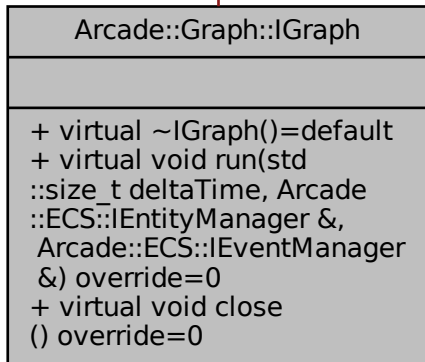 Arcade::Graph::IGraph
+ virtual ~IGraph()=default
+ virtual void run(std
::size_t deltaTime, Arcade
::ECS::IEntityManager &,
Arcade::ECS::IEventManager
&) override=0
+ virtual void close
() override=0